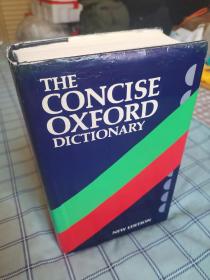 THE
CONCISE
OXFORD
DICTIONARY
NEW EDITION